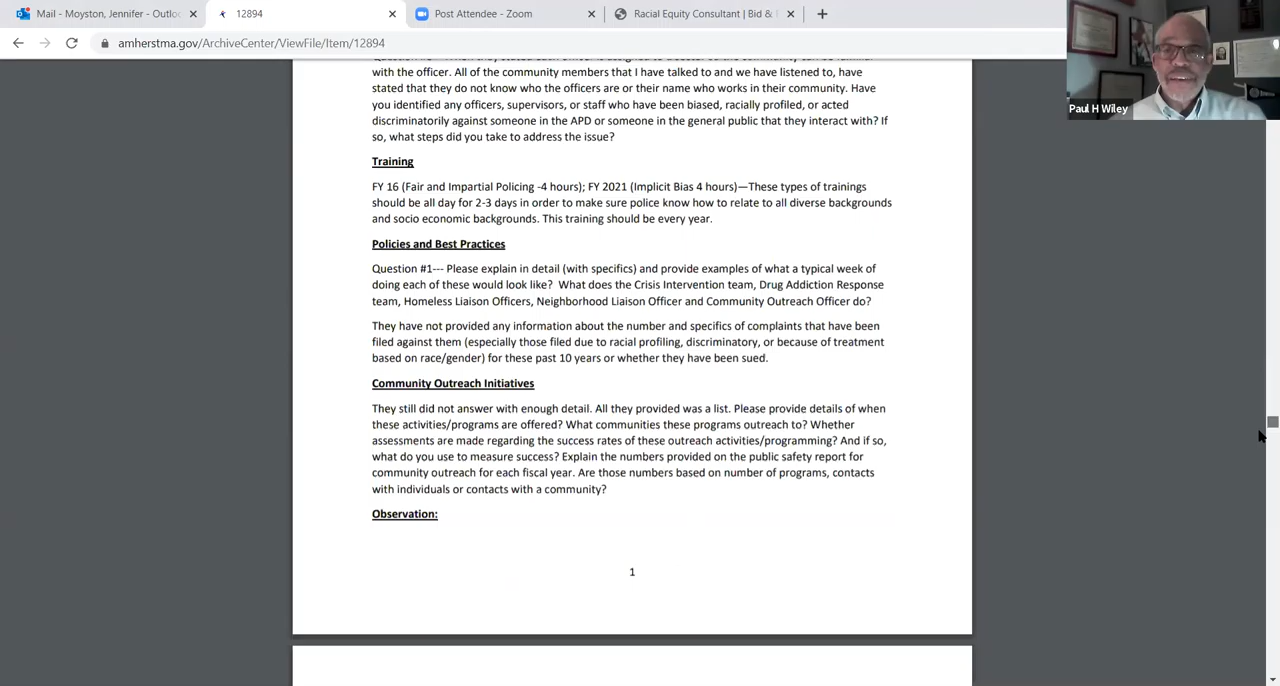 Mail - Moyston, Jennifer - Outloo
12894
Post Attendee - Zoom
Racial Equity Consultant | Bid &
amherstma.gov/ArchiveCenter/ViewFile/Item/12894
Paul H Wiley
with the officer. All of the community members that I have talked to and we have listened to, have
stated that they do not know who the officers are or their name who works in their community. Have
you identified any officers, supervisors, or staff who have been biased, racially profiled, or acted
discriminatorily against someone in the APD or someone in the general public that they interact with? If
so, what steps did you take to address the issue?
Training
FY 16 (Fair and Impartial Policing -4 hours); FY 2021 (Implicit Bias 4 hours)—These types of trainings
should be all day for 2-3 days in order to make sure police know how to relate to all diverse backgrounds
and socio economic backgrounds. This training should be every year.
Policies and Best Practices
Question #1--- Please explain in detail (with specifics) and provide examples of what a typical week of
doing each of these would look like? What does the Crisis Intervention team, Drug Addiction Response
team, Homeless Liaison Officers, Neighborhood Liaison Officer and Community Outreach Officer do?
They have not provided any information about the number and specifics of complaints that have been
filed against them (especially those filed due to racial profiling, discriminatory, or because of treatment
based on race/gender) for these past 10 years or whether they have been sued.
Community Outreach Initiatives
They still did not answer with enough detail. All they provided was a list. Please provide details of when
these activities/programs are offered? What communities these programs outreach to? Whether
assessments are made regarding the success rates of these outreach activities/programming? And if so,
what do you use to measure success? Explain the numbers provided on the public safety report for
community outreach for each fiscal year. Are those numbers based on number of programs, contacts
with individuals or contacts with a community?
Observation:
1